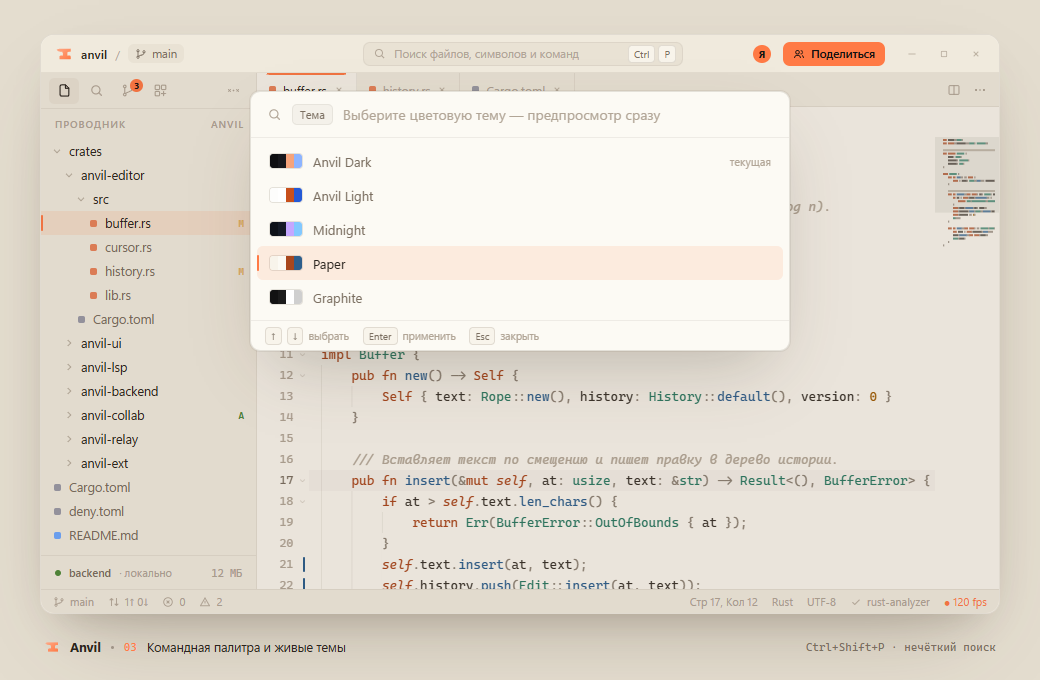 anvil / main
Поиск файлов, символов и команд Ctrl P
Я Поделиться
3
ПРОВОДНИК ANVIL
buffer.rs ×
history.rs ×
Cargo.toml ×
crates
anvil-editor
src
buffer.rs M
cursor.rs
history.rs M
lib.rs
Cargo.toml
anvil-ui
anvil-lsp
anvil-backend
anvil-collab A
anvil-relay
anvil-ext
Cargo.toml
deny.toml
README.md
backend · локально 12 МБ
Тема Выберите цветовую тему — предпросмотр сразу
Anvil Dark текущая
Anvil Light
Midnight
Paper
Graphite
↑ ↓ выбрать Enter применить Esc закрыть
n).
11 impl Buffer {
12 pub fn new() -> Self {
13 Self { text: Rope::new(), history: History::default(), version: 0 }
14 }
15
16 /// Вставляет текст по смещению и пишет правку в дерево истории.
17 pub fn insert(&mut self, at: usize, text: &str) -> Result<(), BufferError> {
18 if at > self.text.len_chars() {
19 return Err(BufferError::OutOfBounds { at });
20 }
21 self.text.insert(at, text);
22 self.history.push(Edit::insert(at, text));
main ↑↓ 1↑ 0↓ 0 2
Стр 17, Кол 12 Rust UTF-8 rust-analyzer 120 fps
Anvil • 03 Командная палитра и живые темы
Ctrl+Shift+P · нечёткий поиск